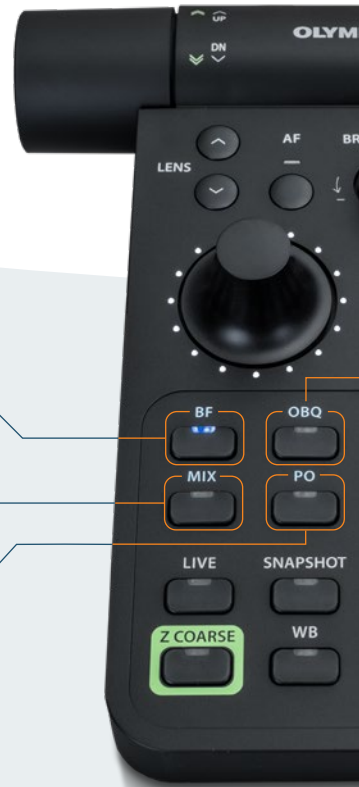 UP
OLYM
DN
AF
BR
LENS
BF
OBQ
MIX
PO
LIVE
SNAPSHOT
Z COARSE
WB